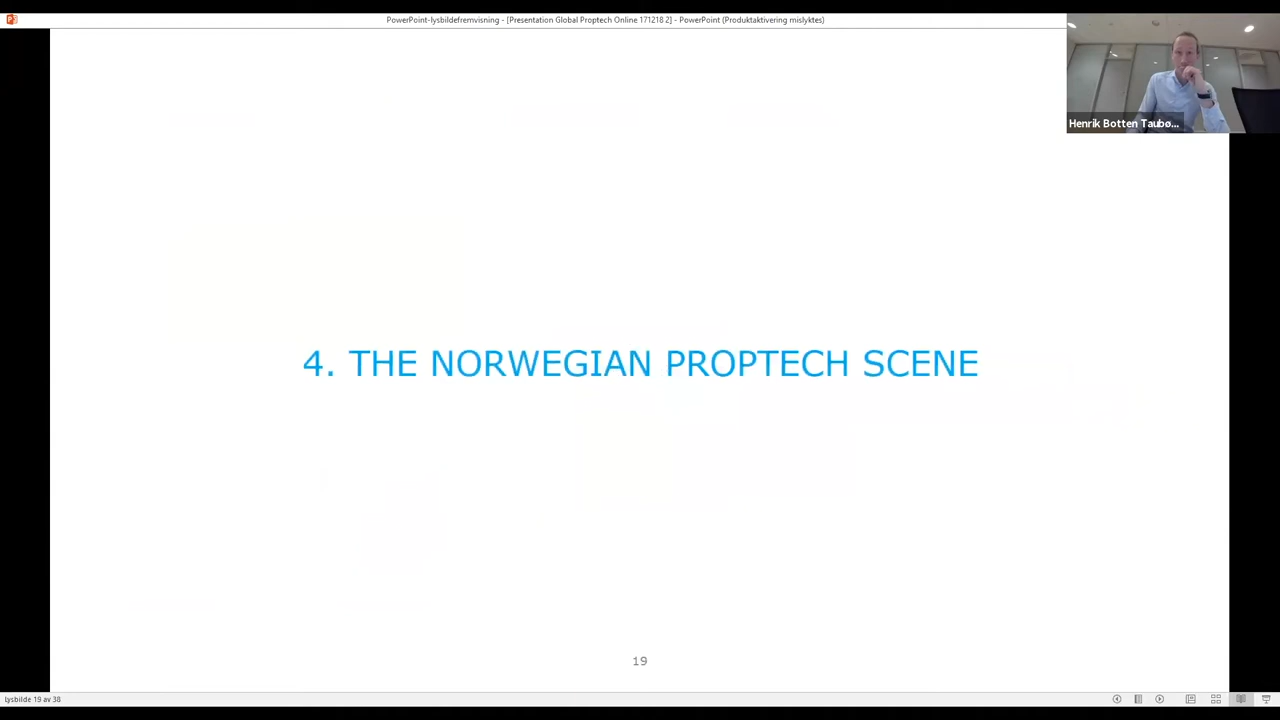 PowerPoint-lysbildefremvisning - [Presentation Global Proptech Online 171218 2] - PowerPoint (Produktaktivering mislyktes)
Henrik Botten Taubø...
4. THE NORWEGIAN PROPTECH SCENE
19
Lysbilde 19 av 38